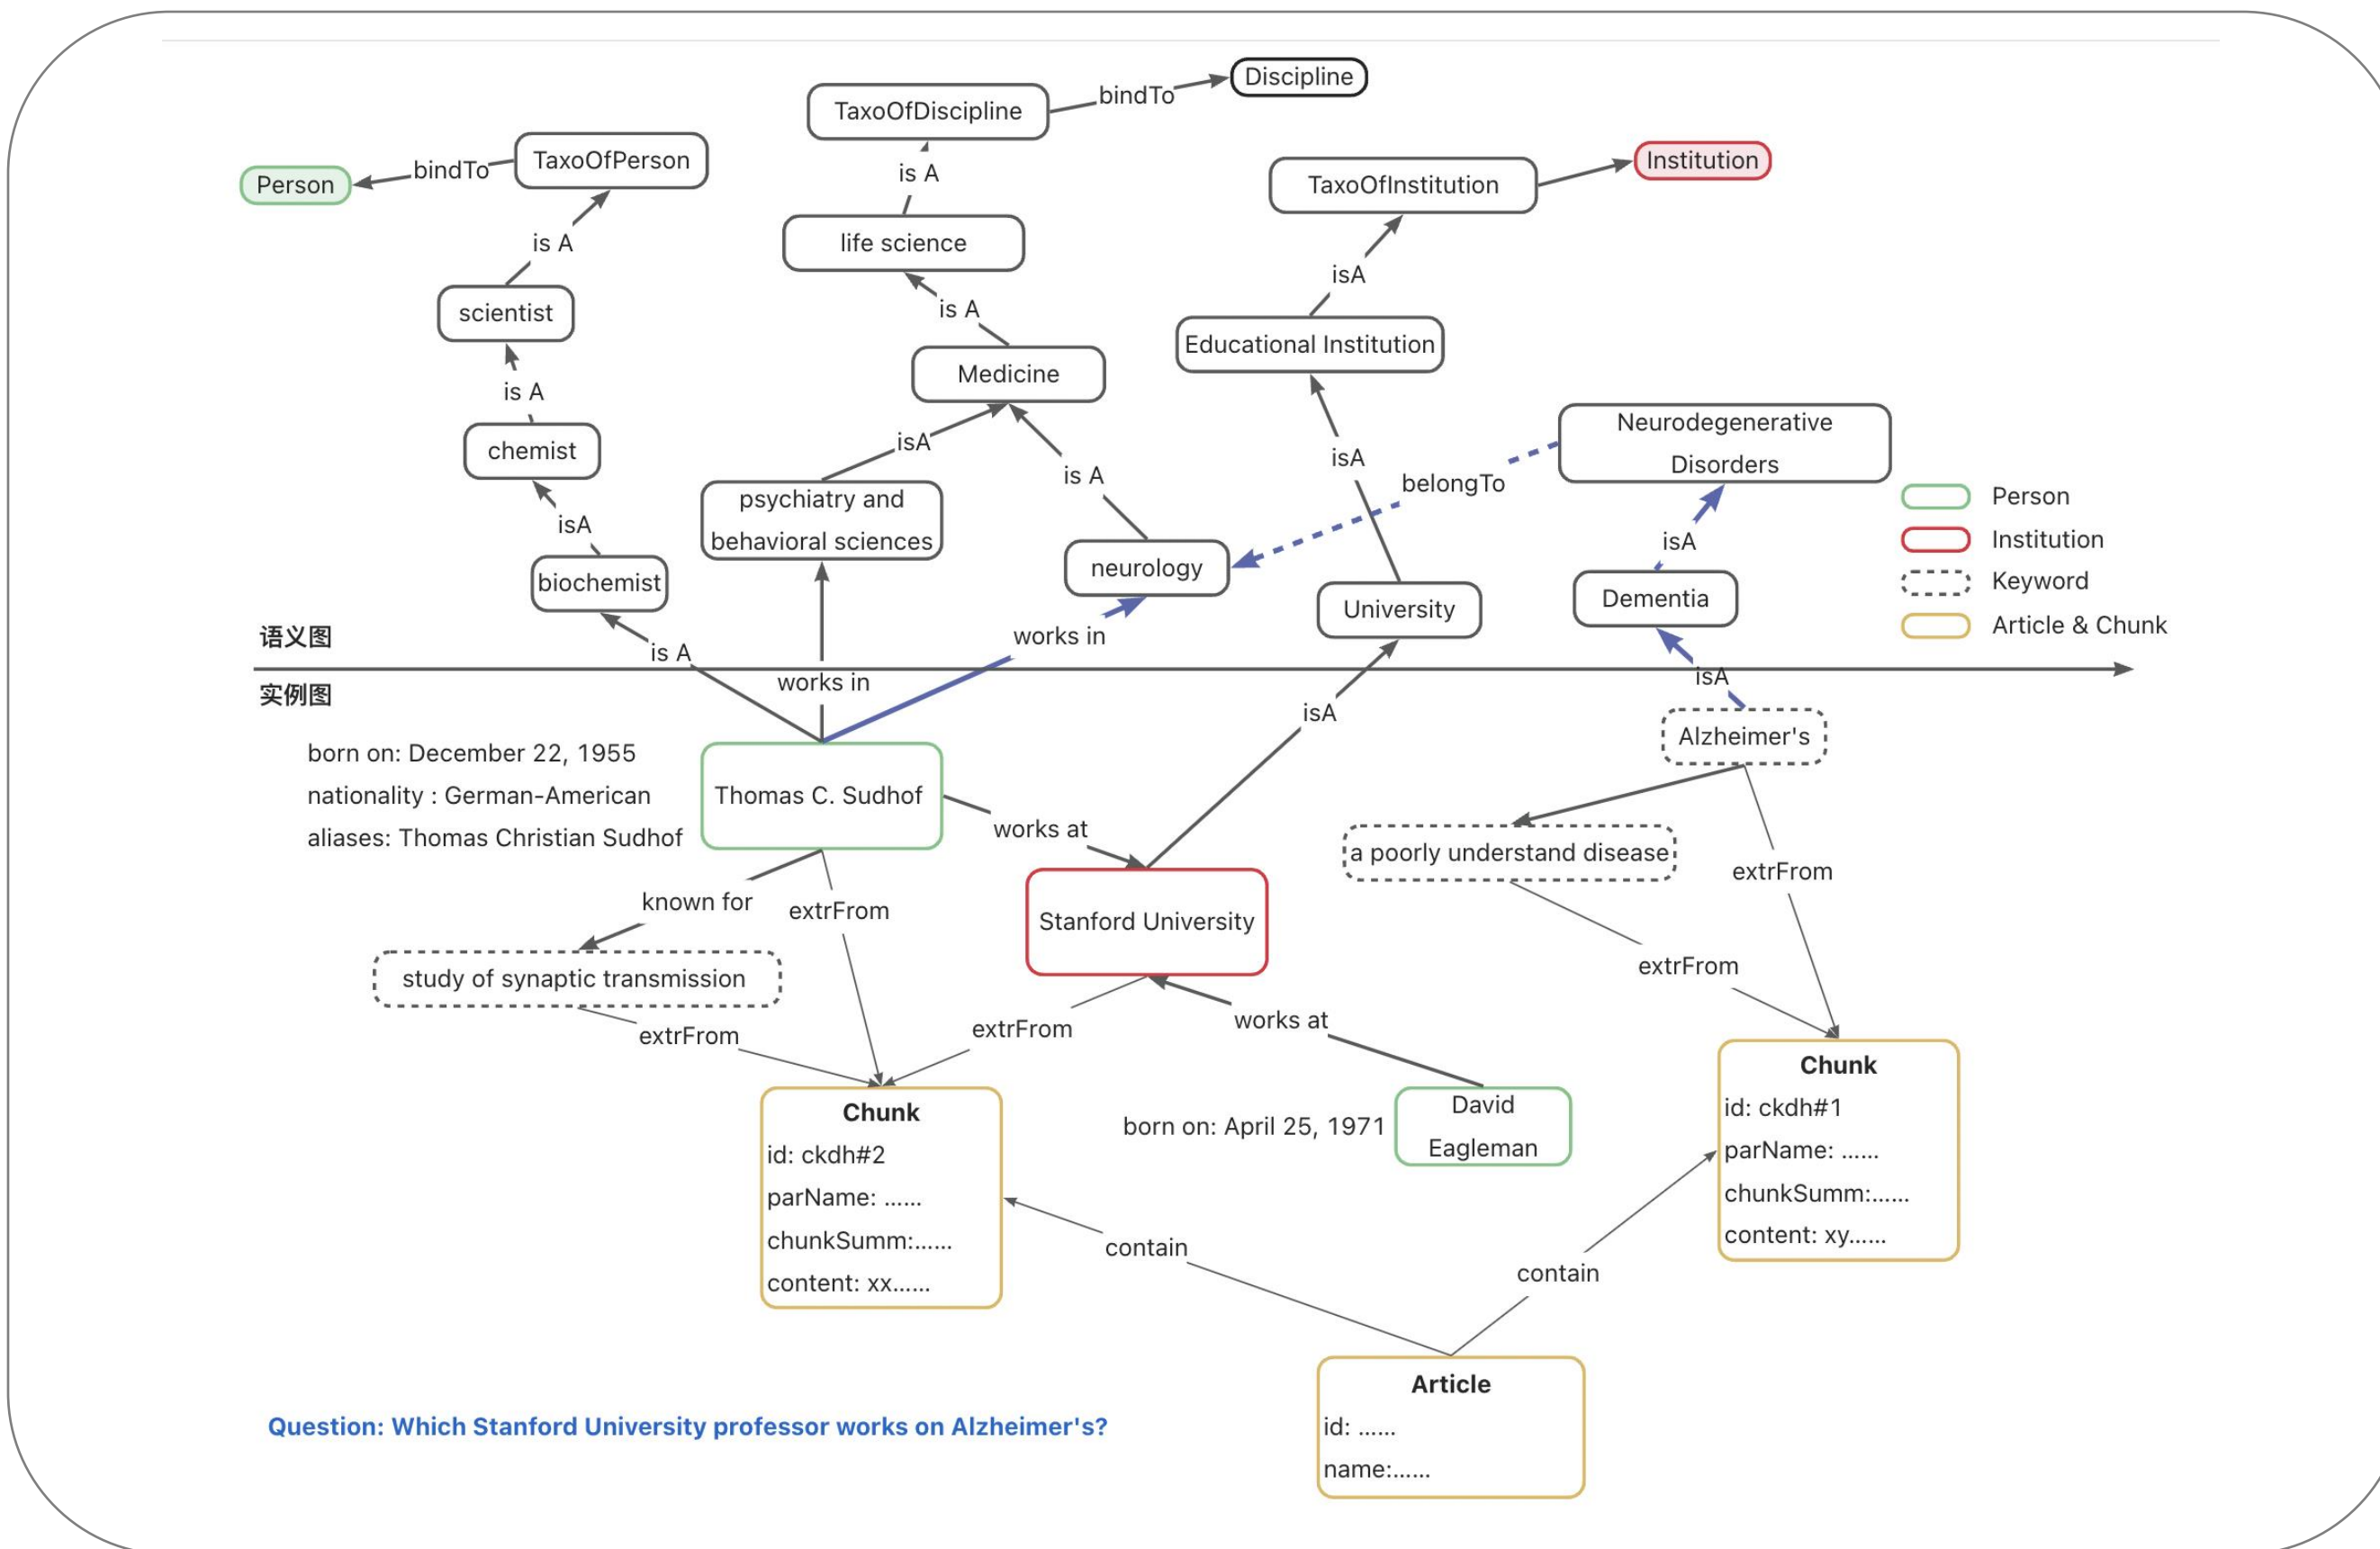 Discipline
bindTo
TaxoOfDiscipline
TaxoOfPerson
bindTo
Person
is A
TaxoOfInstitution
Institution
is A
life science
isA
is A
scientist
Educational Institution
Medicine
is A
isA
chemist
is A
isA
Neurodegenerative
Disorders
belongTo
psychiatry and
behavioral sciences
isA
neurology
isA
biochemist
University
Dementia
Person
Institution
Keyword
Article & Chunk
语义图
is A
works in
works in
isA
实例图
isA
born on: December 22, 1955
nationality : German-American
aliases: Thomas Christian Sudhof
Thomas C. Sudhof
works at
Alzheimer's
a poorly understand disease
extrFrom
known for
extrFrom
Stanford University
extrFrom
study of synaptic transmission
extrFrom
extrFrom
works at
Chunk
id: ckdh#2
parName: ......
chunkSumm:......
content: xx......
born on: April 25, 1971
David
Eagleman
Chunk
id: ckdh#1
parName: ......
chunkSumm:......
content: xy......
contain
contain
Article
id: ......
name:......
Question: Which Stanford University professor works on Alzheimer's?